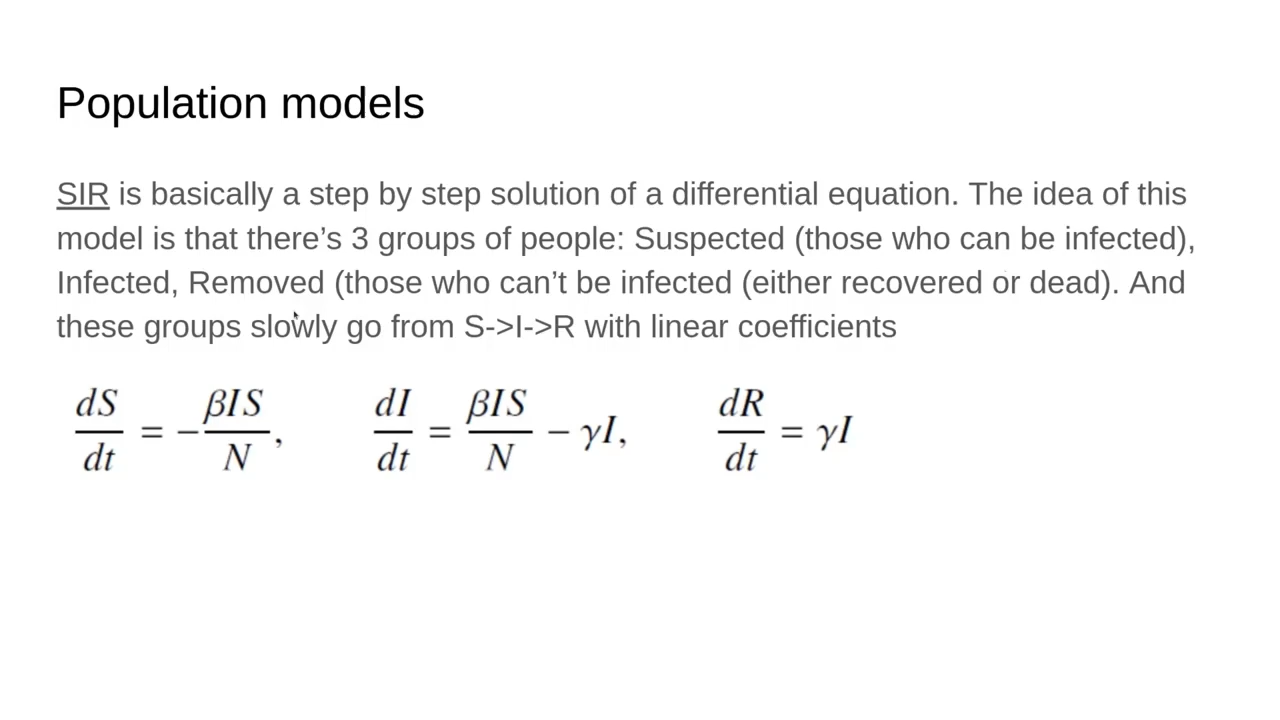 Population models
SIR is basically a step by step solution of a differential equation. The idea of this
model is that there’s 3 groups of people: Suspected (those who can be infected),
Infected, Removed (those who can’t be infected (either recovered or dead). And
these groups slowly go from S->I->R with linear coefficients
dS/dt = −βIS/N, dI/dt = βIS/N − γI, dR/dt = γI